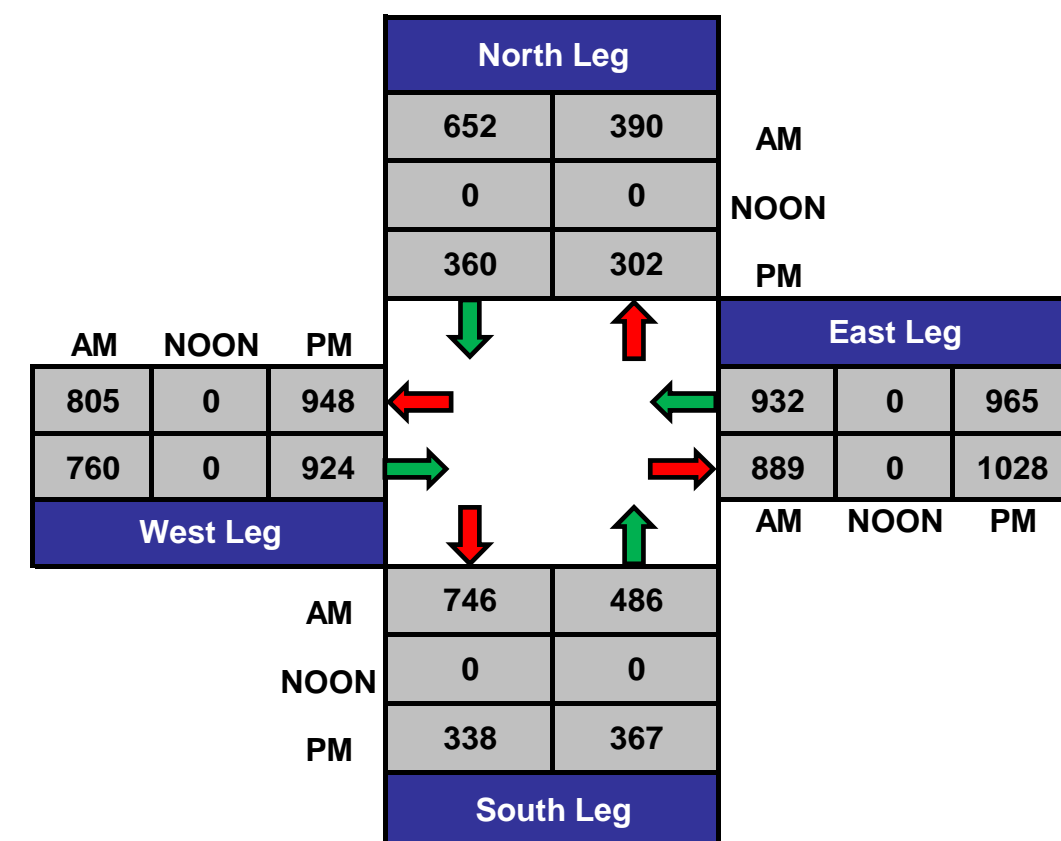 North Leg
652 390 AM
0 0 NOON
360 302 PM
AM NOON PM
805 0 948
760 0 924
West Leg
East Leg
932 0 965
889 0 1028
AM NOON PM
AM 746 486
NOON 0 0
PM 338 367
South Leg